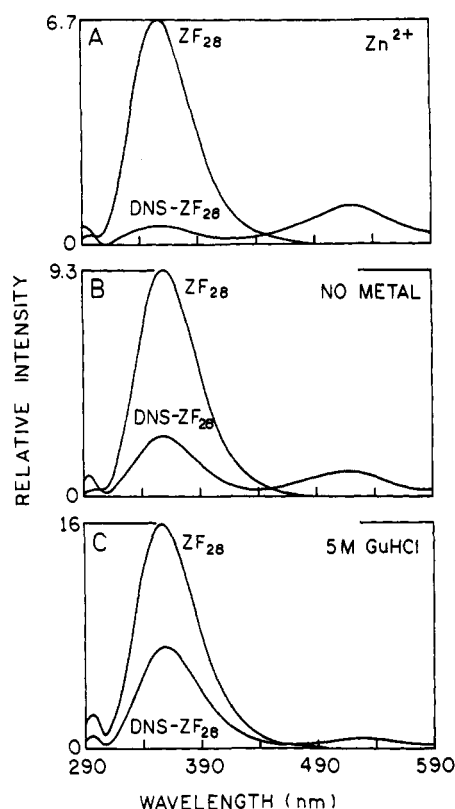 6.7
A
ZF28
Zn2+
DNS-ZF28
0
9.3
B
ZF28
NO METAL
DNS-ZF28
0
16
C
ZF28
5M GuHCl
DNS-ZF28
0
290
390
490
590
WAVELENGTH (nm)
RELATIVE INTENSITY